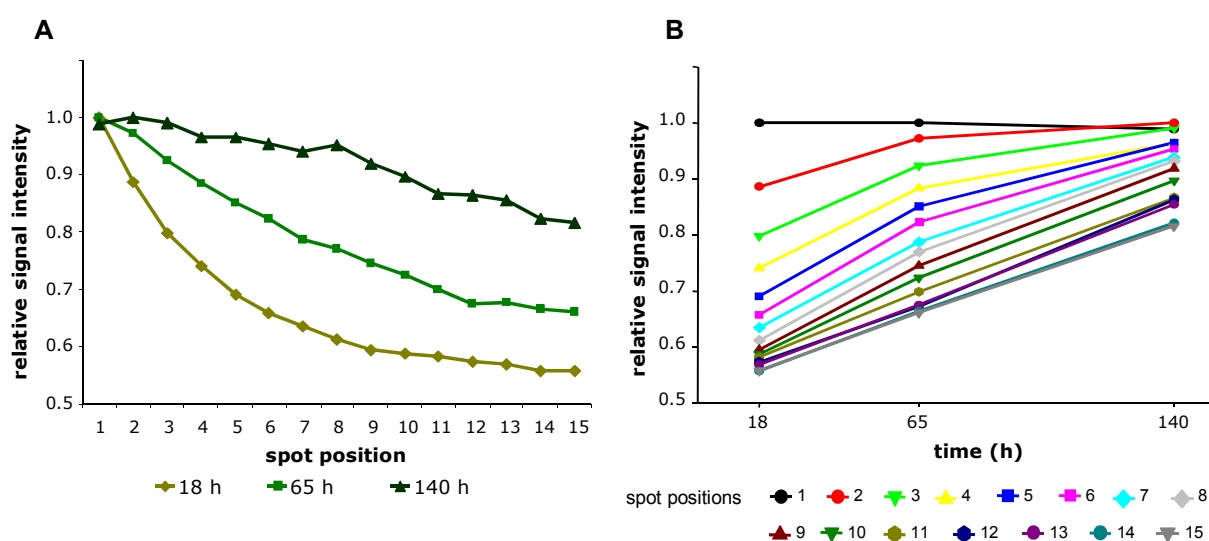 A
relative signal intensity
1.0
0.9
0.8
0.7
0.6
0.5
1 2 3 4 5 6 7 8 9 10 11 12 13 14 15
spot position
18 h 65 h 140 h
B
relative signal intensity
1.0
0.9
0.8
0.7
0.6
0.5
18 65 140
time (h)
spot positions 1 2 3 4 5 6 7 8
9 10 11 12 13 14 15